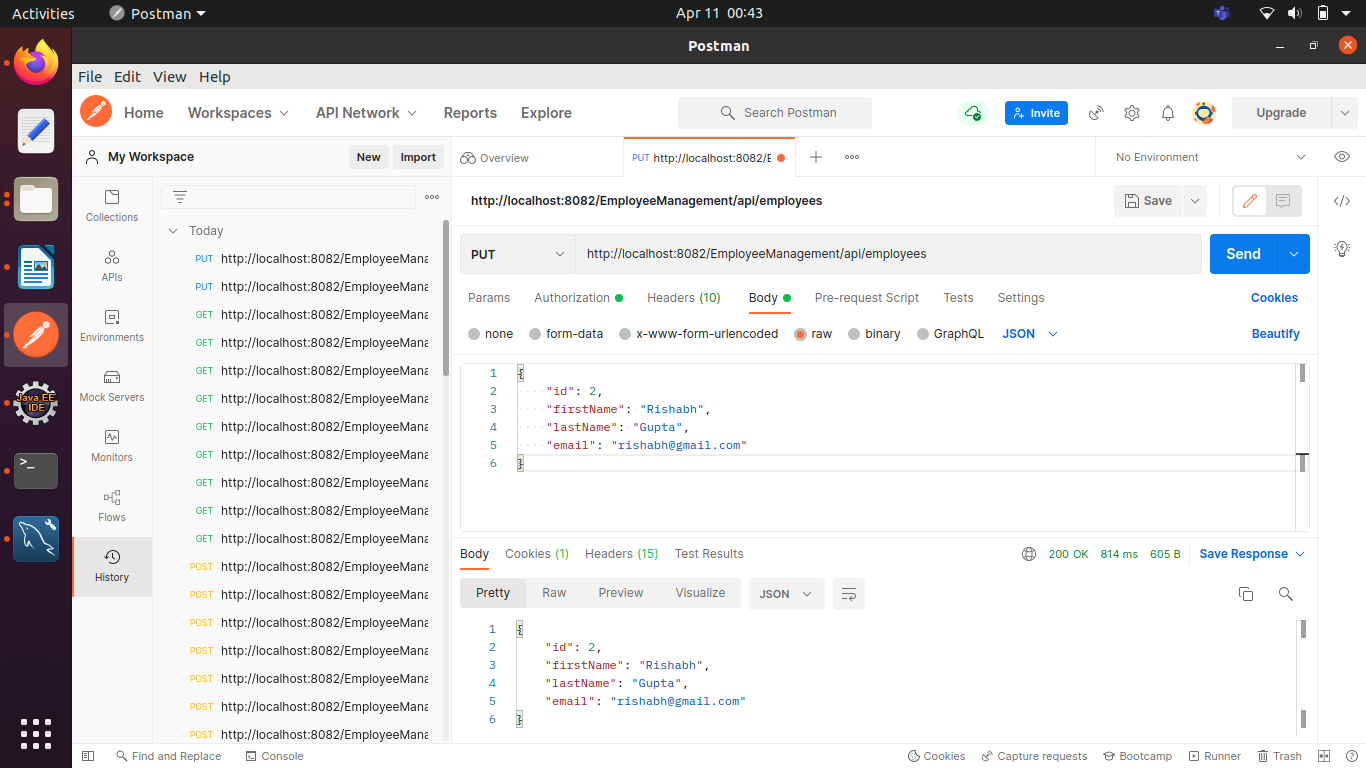 Activities Postman Apr 11 00:43
Postman
File Edit View Help
Home Workspaces API Network Reports Explore Search Postman Invite Upgrade
My Workspace New Import Overview PUT http://localhost:8082/E No Environment
Collections
APIs
Environments
Mock Servers
Monitors
Flows
History
Today
PUT http://localhost:8082/EmployeeMana
PUT http://localhost:8082/EmployeeMana
GET http://localhost:8082/EmployeeMana
GET http://localhost:8082/EmployeeMana
GET http://localhost:8082/EmployeeMana
GET http://localhost:8082/EmployeeMana
GET http://localhost:8082/EmployeeMana
GET http://localhost:8082/EmployeeMana
GET http://localhost:8082/EmployeeMana
GET http://localhost:8082/EmployeeMana
GET http://localhost:8082/EmployeeMana
POST http://localhost:8082/EmployeeMana
POST http://localhost:8082/EmployeeMana
POST http://localhost:8082/EmployeeMana
POST http://localhost:8082/EmployeeMana
POST http://localhost:8082/EmployeeMana
POST http://localhost:8082/EmployeeMana
POST http://localhost:8082/EmployeeMana
http://localhost:8082/EmployeeManagement/api/employees Save
PUT http://localhost:8082/EmployeeManagement/api/employees Send
Params Authorization Headers (10) Body Pre-request Script Tests Settings Cookies
none form-data x-www-form-urlencoded raw binary GraphQL JSON Beautify
1 {
2 "id": 2,
3 "firstName": "Rishabh",
4 "lastName": "Gupta",
5 "email": "rishabh@gmail.com"
6 }
Body Cookies (1) Headers (15) Test Results 200 OK 814 ms 605 B Save Response
Pretty Raw Preview Visualize JSON
1 {
2 "id": 2,
3 "firstName": "Rishabh",
4 "lastName": "Gupta",
5 "email": "rishabh@gmail.com"
6 }
Java EE
IDE
>_
Find and Replace Console Cookies Capture requests Bootcamp Runner Trash